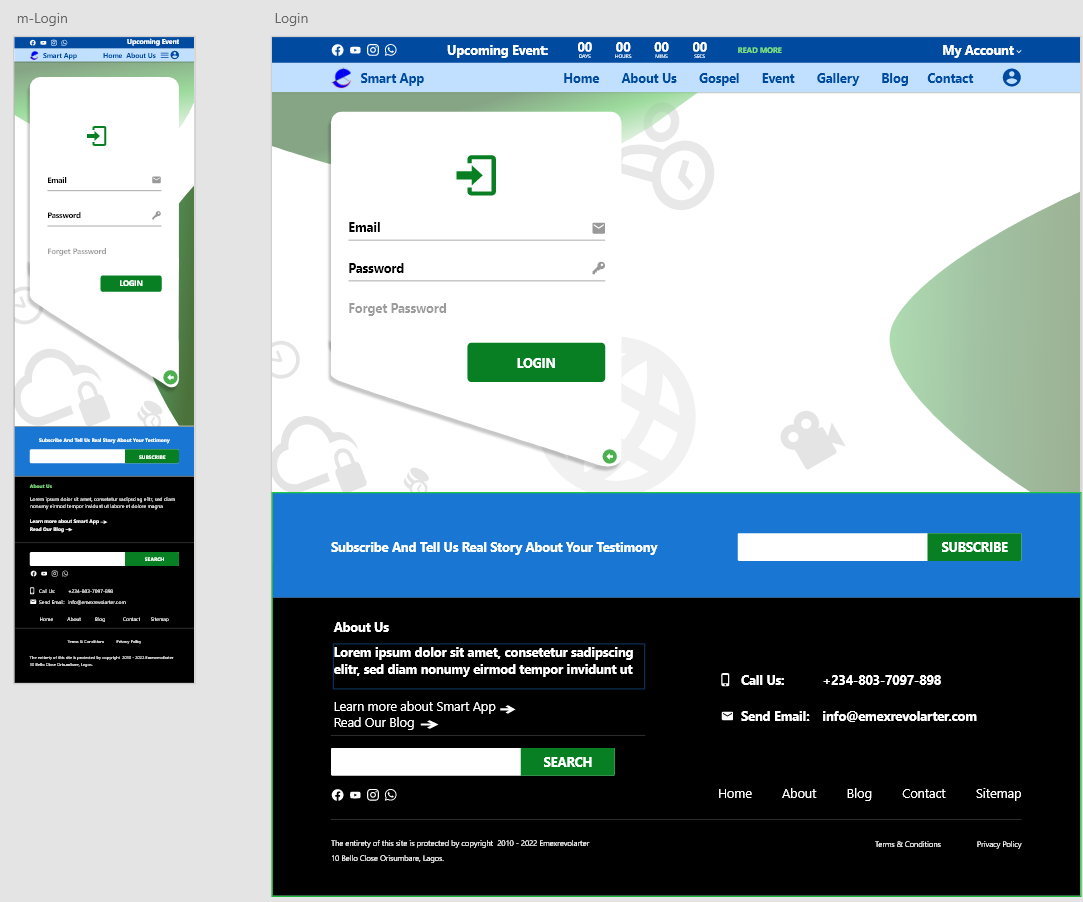 m-Login
Upcoming Event
Smart App
Home About Us
Email
Password
Forget Password
LOGIN
Subscribe And Tell Us Real Story About Your Testimony
SUBSCRIBE
About Us
Lorem ipsum dolor sit amet, consetetur sadipscing elitr, sed diam
nonumy eirmod tempor invidunt ut labore et dolore magna
Learn more about Smart App
Read Our Blog
SEARCH
Call Us: +234-803-7097-898
Send Email: info@emexrevolarter.com
Home About Blog Contact Sitemap
Terms & Conditions Privacy Policy
The entirety of this site is protected by copyright 2010 - 2022 Emexrevolarter
10 Bello Close Orisumbare, Lagos.
Login
Upcoming Event: 00 00 00 00 READ MORE My Account
DAYS HOURS MINS SECS
Smart App Home About Us Gospel Event Gallery Blog Contact
Email
Password
Forget Password
LOGIN
Subscribe And Tell Us Real Story About Your Testimony SUBSCRIBE
About Us
Lorem ipsum dolor sit amet, consetetur sadipscing
elitr, sed diam nonumy eirmod tempor invidunt ut
Learn more about Smart App
Read Our Blog
SEARCH
Call Us: +234-803-7097-898
Send Email: info@emexrevolarter.com
Home About Blog Contact Sitemap
The entirety of this site is protected by copyright 2010 - 2022 Emexrevolarter
10 Bello Close Orisumbare, Lagos.
Terms & Conditions Privacy Policy